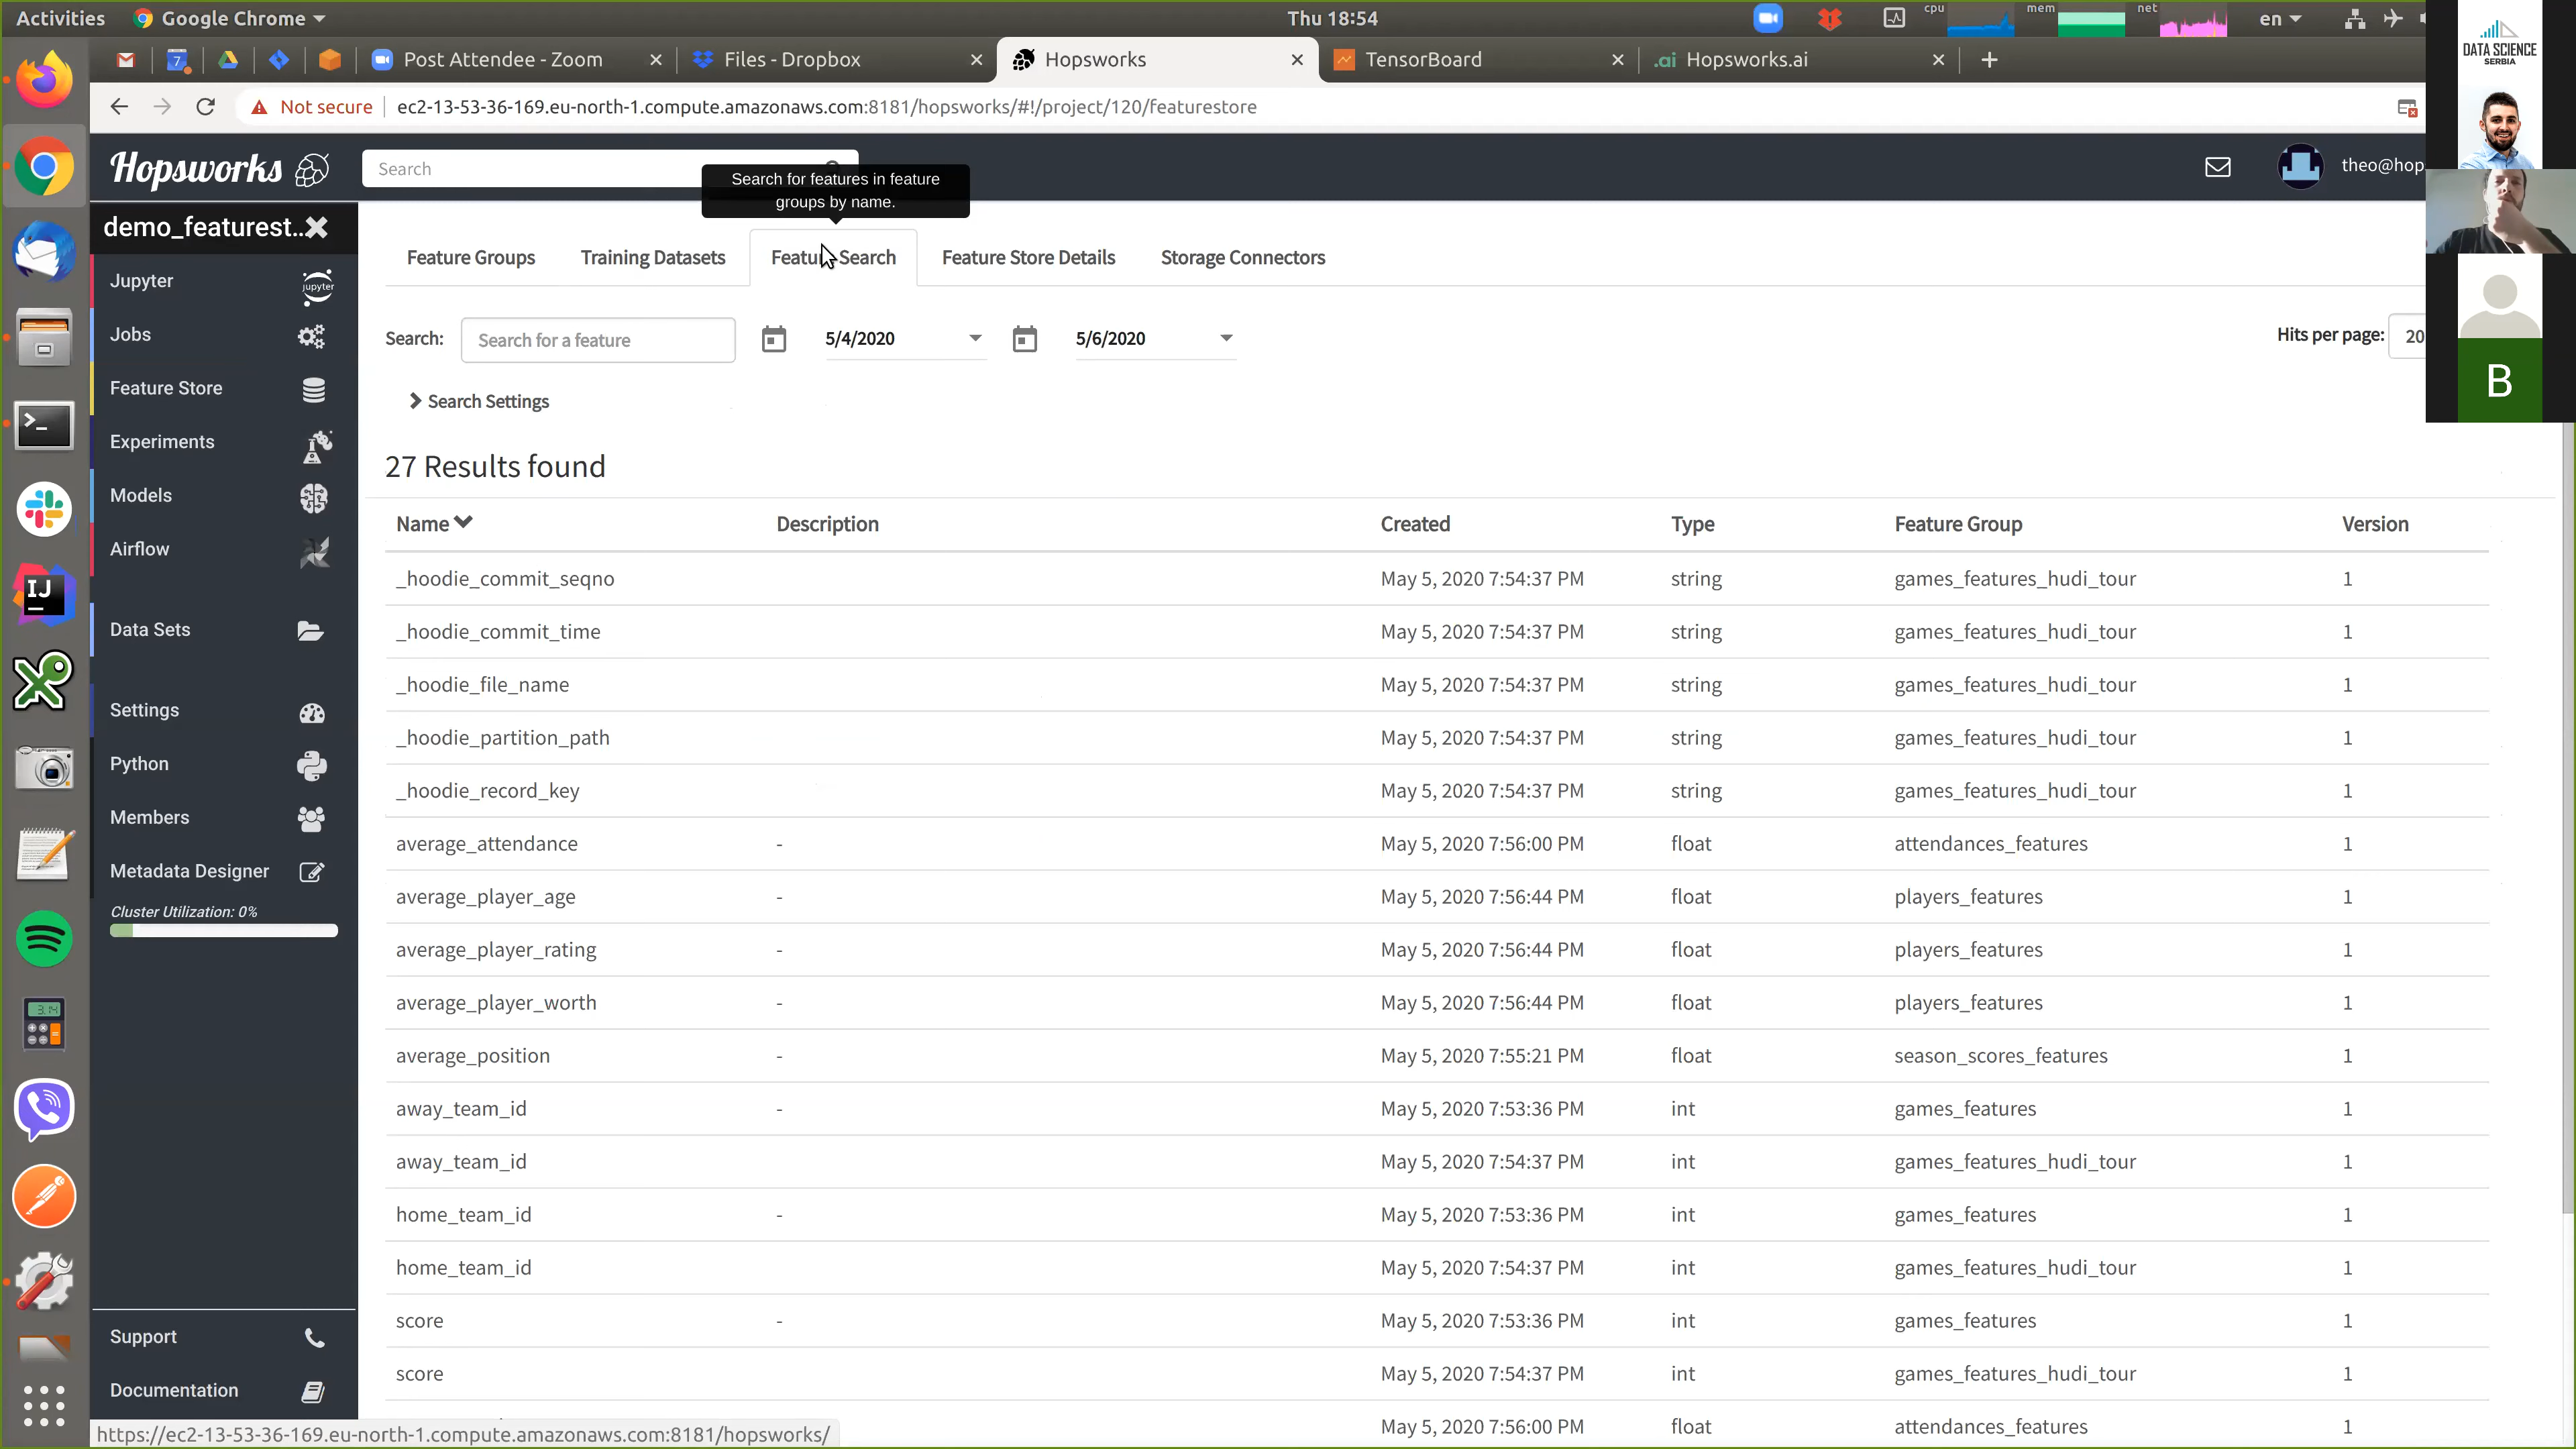 Activities Google Chrome Thu 18:54 cpu mem net en
7 Post Attendee - Zoom Files - Dropbox Hopsworks TensorBoard .ai Hopsworks.ai
Not secure ec2-13-53-36-169.eu-north-1.compute.amazonaws.com:8181/hopsworks/#!/project/120/featurestore
DATA SCIENCE
SERBIA
Hopsworks Search theo@hop
Search for features in feature
groups by name.
demo_featurest..
Feature Groups Training Datasets Feature Search Feature Store Details Storage Connectors
Jupyter jupyter
Jobs
Feature Store
Experiments
Models
Airflow
Data Sets
Settings
Python
Members
Metadata Designer
Cluster Utilization: 0%
Support
Documentation
Search: Search for a feature 5/4/2020 5/6/2020 Hits per page: 20
B
Search Settings
27 Results found
Name Description Created Type Feature Group Version
_hoodie_commit_seqno May 5, 2020 7:54:37 PM string games_features_hudi_tour 1
_hoodie_commit_time May 5, 2020 7:54:37 PM string games_features_hudi_tour 1
_hoodie_file_name May 5, 2020 7:54:37 PM string games_features_hudi_tour 1
_hoodie_partition_path May 5, 2020 7:54:37 PM string games_features_hudi_tour 1
_hoodie_record_key May 5, 2020 7:54:37 PM string games_features_hudi_tour 1
average_attendance - May 5, 2020 7:56:00 PM float attendances_features 1
average_player_age - May 5, 2020 7:56:44 PM float players_features 1
average_player_rating - May 5, 2020 7:56:44 PM float players_features 1
average_player_worth - May 5, 2020 7:56:44 PM float players_features 1
average_position - May 5, 2020 7:55:21 PM float season_scores_features 1
away_team_id - May 5, 2020 7:53:36 PM int games_features 1
away_team_id May 5, 2020 7:54:37 PM int games_features_hudi_tour 1
home_team_id - May 5, 2020 7:53:36 PM int games_features 1
home_team_id May 5, 2020 7:54:37 PM int games_features_hudi_tour 1
score - May 5, 2020 7:53:36 PM int games_features 1
score May 5, 2020 7:54:37 PM int games_features_hudi_tour 1
May 5, 2020 7:56:00 PM float attendances_features 1
https://ec2-13-53-36-169.eu-north-1.compute.amazonaws.com:8181/hopsworks/
IJ
3.14